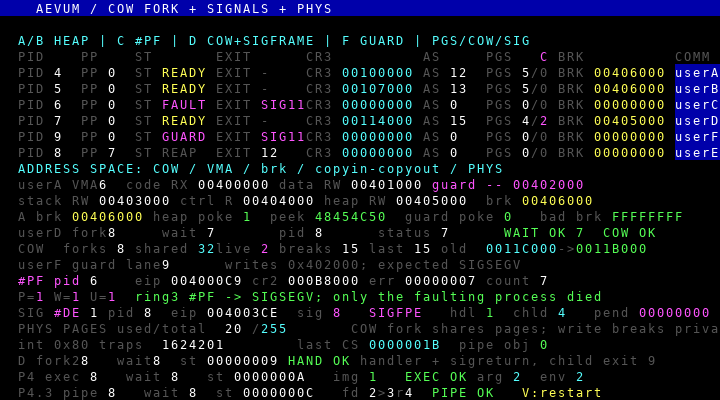 AEVUM / COW FORK + SIGNALS + PHYS
A/B HEAP | C #PF | D COW+SIGFRAME | F GUARD | PGS/COW/SIG
PID PP ST EXIT CR3 AS PGS C BRK COMM
PID 4 PP 0 ST READY EXIT - CR3 00100000 AS 12 PGS 5/0 BRK 00406000 userA
PID 5 PP 0 ST READY EXIT - CR3 00107000 AS 13 PGS 5/0 BRK 00406000 userB
PID 6 PP 0 ST FAULT EXIT SIG11CR3 00000000 AS 0 PGS 0/0 BRK 00000000 userC
PID 7 PP 0 ST READY EXIT - CR3 00114000 AS 15 PGS 4/2 BRK 00405000 userD
PID 9 PP 0 ST GUARD EXIT SIG11CR3 00000000 AS 0 PGS 0/0 BRK 00000000 userF
PID 8 PP 7 ST REAP EXIT 12 CR3 00000000 AS 0 PGS 0/0 BRK 00000000 userE
ADDRESS SPACE: COW / VMA / brk / copyin-copyout / PHYS
userA VMA6 code RX 00400000 data RW 00401000 guard -- 00402000
stack RW 00403000 ctrl R 00404000 heap RW 00405000 brk 00406000
A brk 00406000 heap poke 1 peek 48454C50 guard poke 0 bad brk FFFFFFFF
userD fork8 wait 7 pid 8 status 7 WAIT OK 7 COW OK
COW forks 8 shared 32live 2 breaks 15 last 15 old 0011C000->0011B000
userF guard lane9 writes 0x402000; expected SIGSEGV
#PF pid 6 eip 004000C9 cr2 000B8000 err 00000007 count 7
P=1 W=1 U=1 ring3 #PF -> SIGSEGV; only the faulting process died
SIG #DE 1 pid 8 eip 004003CE sig 8 SIGFPE hdl 1 chld 4 pend 00000000
PHYS PAGES used/total 20 /255 COW fork shares pages; write breaks priva
int 0x80 traps 1624201 last CS 0000001B pipe obj 0
D fork28 wait8 st 00000009 HAND OK handler + sigreturn, child exit 9
P4 exec 8 wait 8 st 0000000A img 1 EXEC OK arg 2 env 2
P4.3 pipe 8 wait 8 st 0000000C fd 2>3r4 PIPE OK V:restart